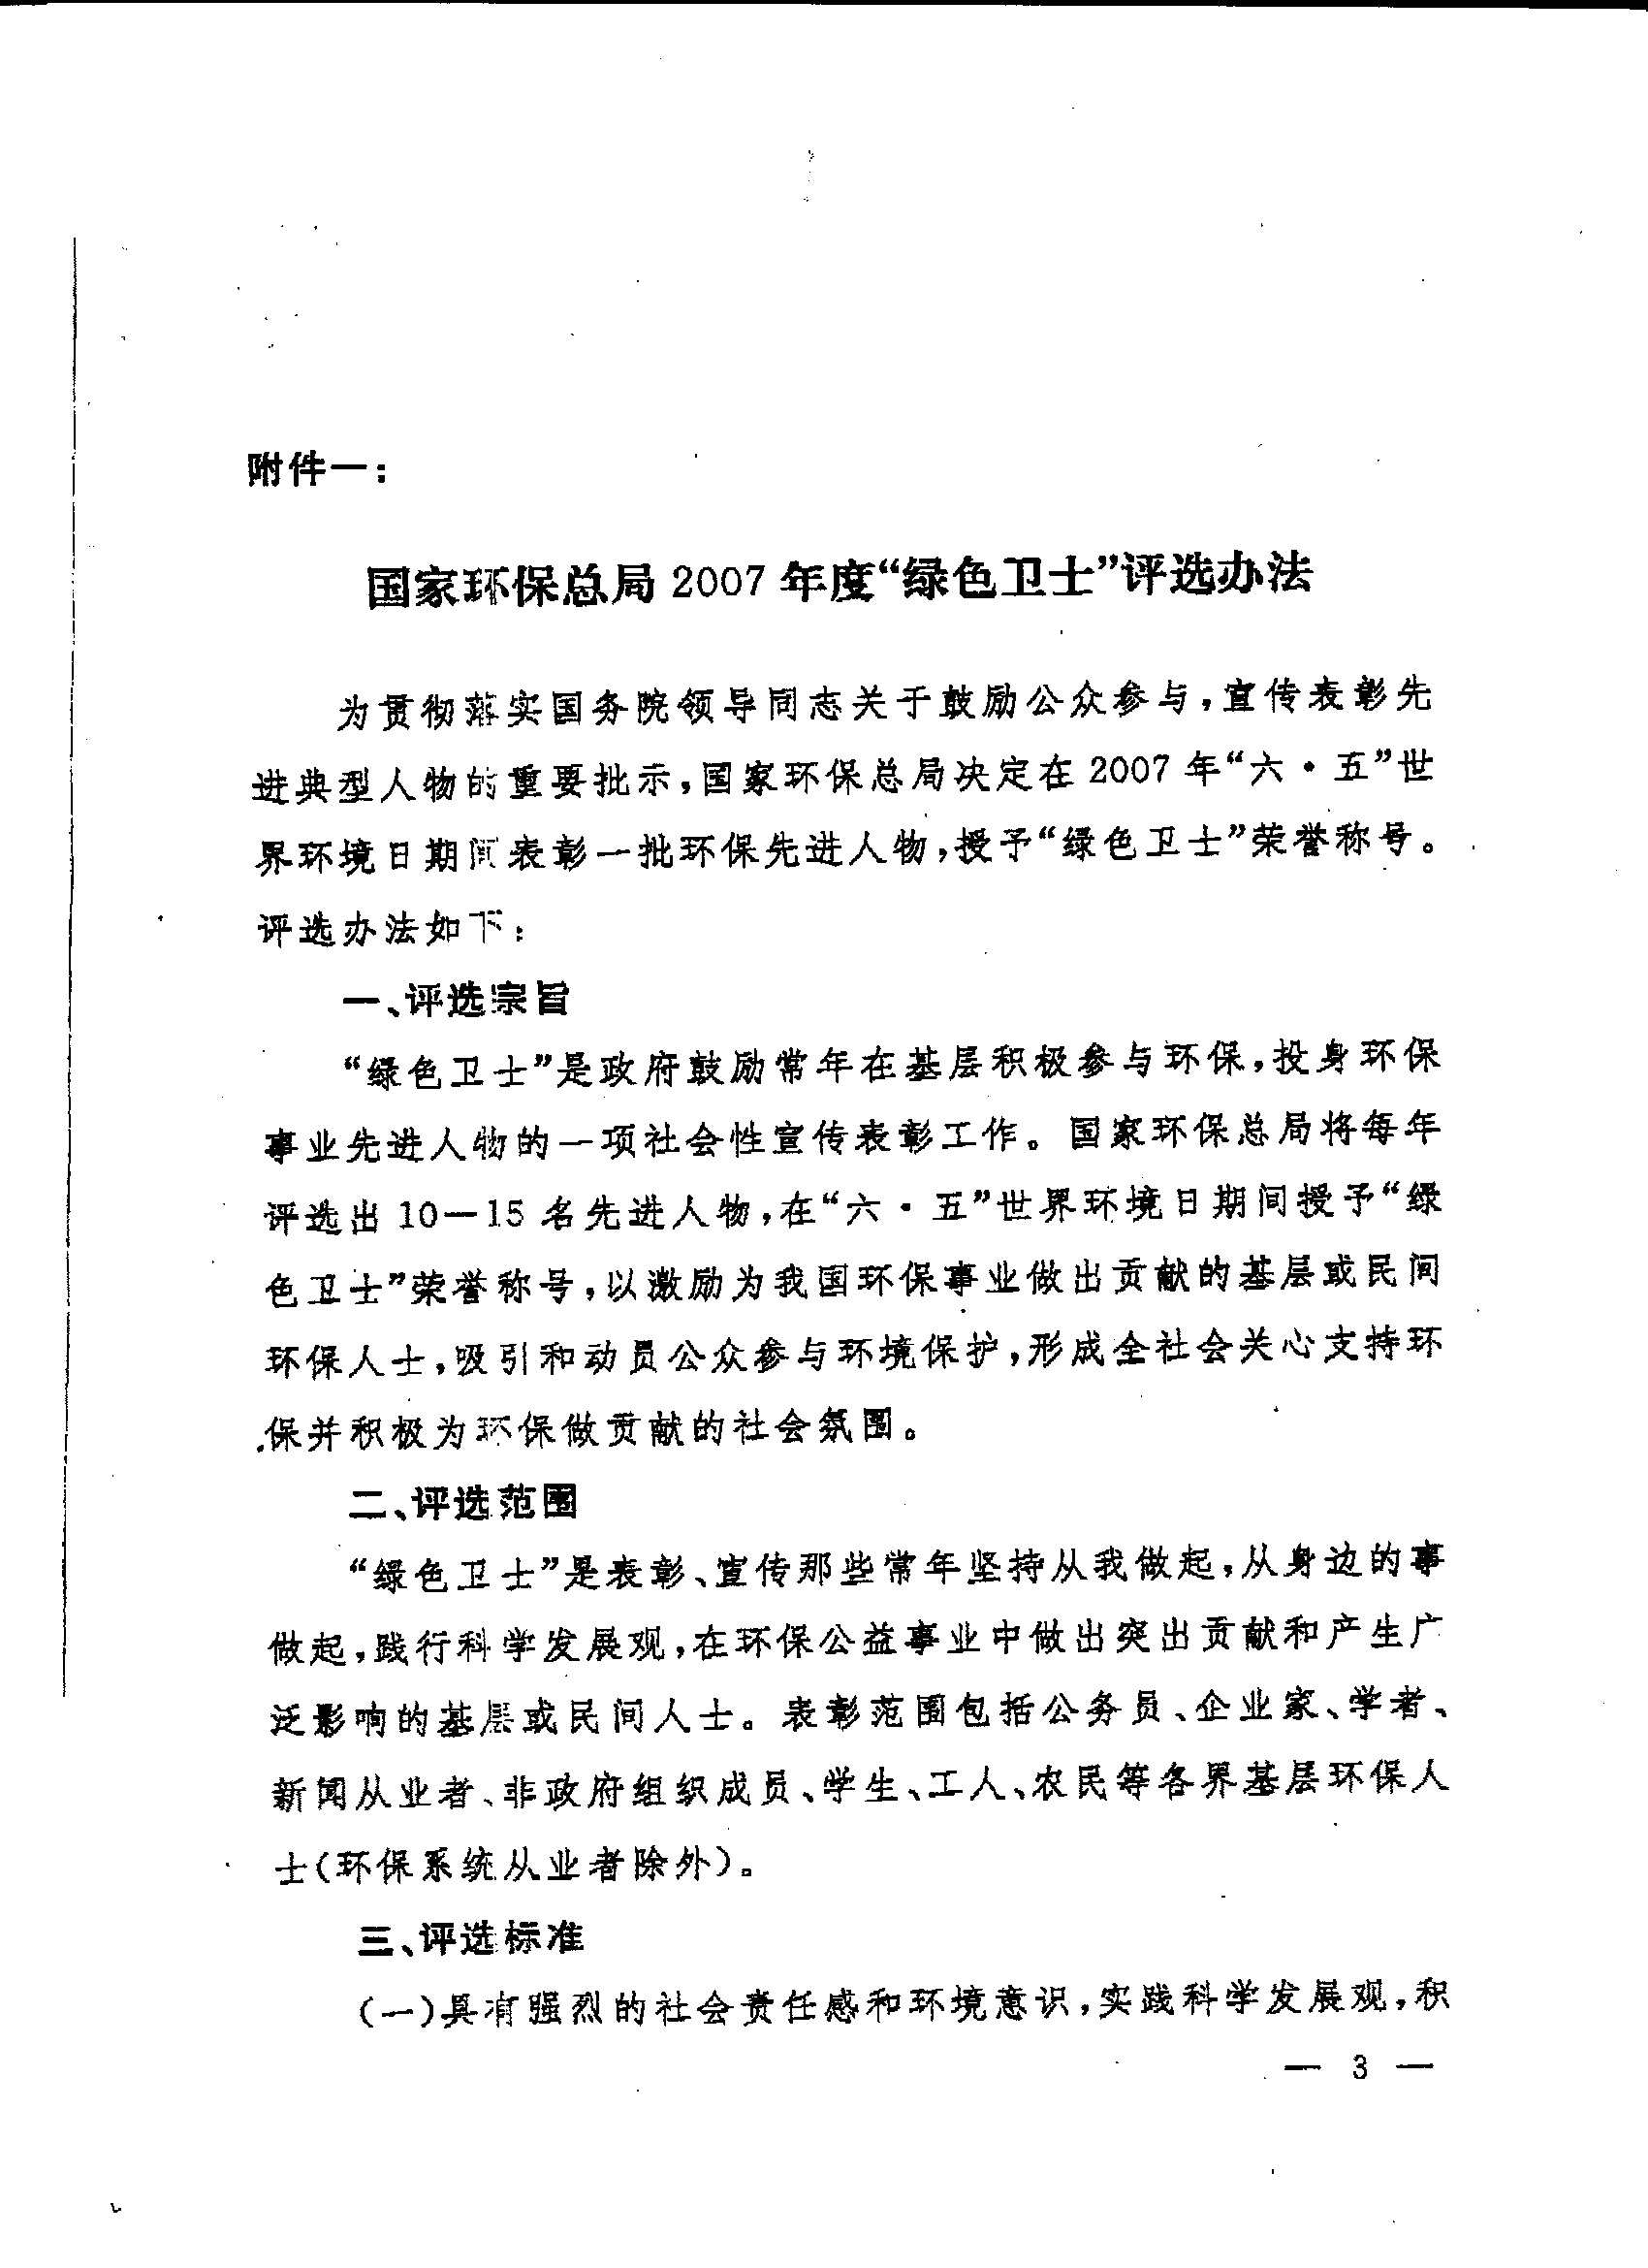 附件一:
国家环保总局 2007 年度“绿色卫士”评选办法
为贯彻落实国务院领导同志关于鼓励公众参与,宣传表彰先
进典型人物的重要批示,国家环保总局决定在 2007 年“六·五”世
界环境日期间表彰一批环保先进人物,授予“绿色卫士”荣誉称号。
评选办法如下:
一、评选宗旨
“绿色卫士”是政府鼓励常年在基层积极参与环保,投身环保
事业先进人物的一项社会性宣传表彰工作。国家环保总局将每年
评选出 10—15 名先进人物,在“六·五”世界环境日期间授予“绿
色卫士”荣誉称号,以激励为我国环保事业做出贡献的基层或民间
环保人士,吸引和动员公众参与环境保护,形成全社会关心支持环
保并积极为环保做贡献的社会氛围。
二、评选范围
“绿色卫士”是表彰、宣传那些常年坚持从我做起,从身边的事
做起,践行科学发展观,在环保公益事业中做出突出贡献和产生广
泛影响的基层或民间人士。表彰范围包括公务员、企业家、学者、
新闻从业者、非政府组织成员、学生、工人、农民等各界基层环保人
士(环保系统从业者除外)。
三、评选标准
(一)具有强烈的社会责任感和环境意识,实践科学发展观,积
— 3 —